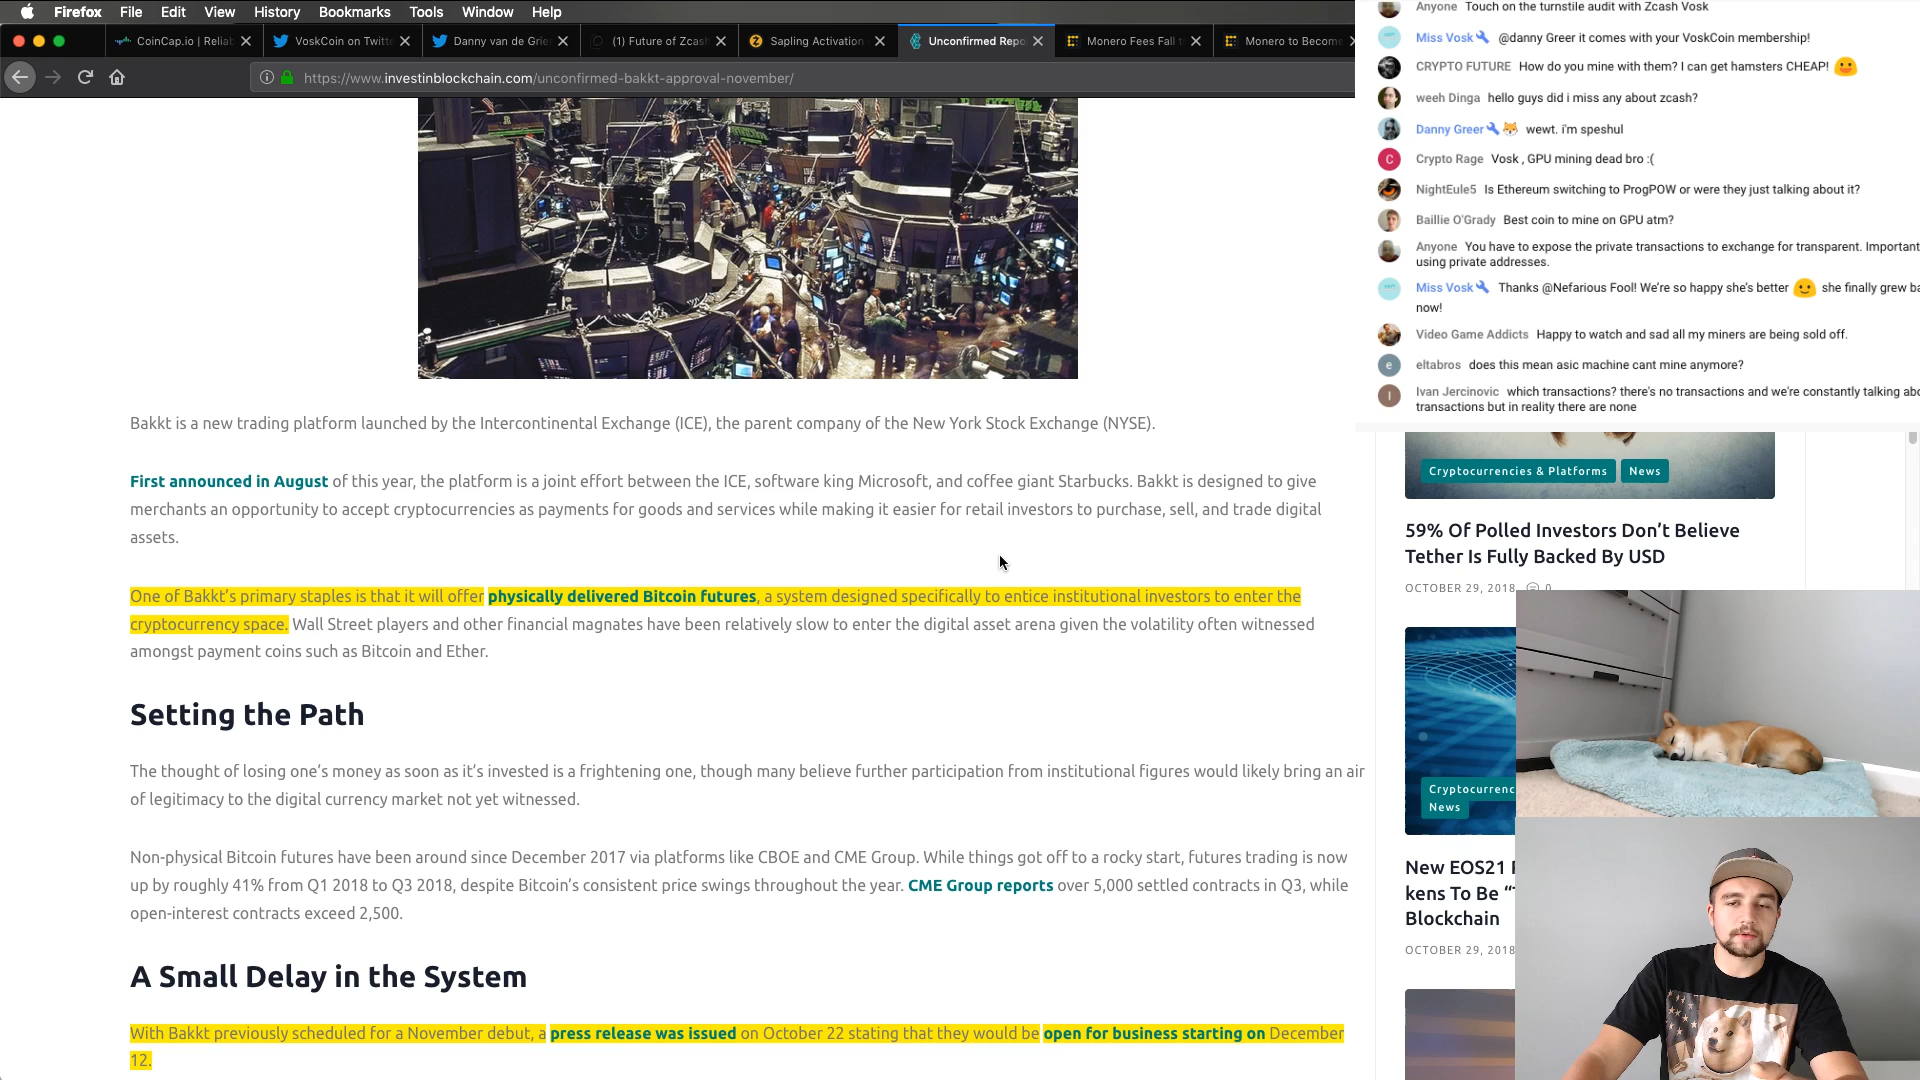 Firefox File Edit View History Bookmarks Tools Window Help
CoinCap.io | Reliab
VoskCoin on Twitte
Danny van de Grie
(1) Future of Zcash
Sapling Activation
Unconfirmed Repo
Monero Fees Fall t
Monero to Become
https://www.investinblockchain.com/unconfirmed-bakkt-approval-november/
Bakkt is a new trading platform launched by the Intercontinental Exchange (ICE), the parent company of the New York Stock Exchange (NYSE).
First announced in August of this year, the platform is a joint effort between the ICE, software king Microsoft, and coffee giant Starbucks. Bakkt is designed to give
merchants an opportunity to accept cryptocurrencies as payments for goods and services while making it easier for retail investors to purchase, sell, and trade digital
assets.
One of Bakkt's primary staples is that it will offer physically delivered Bitcoin futures, a system designed specifically to entice institutional investors to enter the
cryptocurrency space. Wall Street players and other financial magnates have been relatively slow to enter the digital asset arena given the volatility often witnessed
amongst payment coins such as Bitcoin and Ether.
Setting the Path
The thought of losing one's money as soon as it's invested is a frightening one, though many believe further participation from institutional figures would likely bring an air
of legitimacy to the digital currency market not yet witnessed.
Non-physical Bitcoin futures have been around since December 2017 via platforms like CBOE and CME Group. While things got off to a rocky start, futures trading is now
up by roughly 41% from Q1 2018 to Q3 2018, despite Bitcoin's consistent price swings throughout the year. CME Group reports over 5,000 settled contracts in Q3, while
open-interest contracts exceed 2,500.
A Small Delay in the System
With Bakkt previously scheduled for a November debut, a press release was issued on October 22 stating that they would be open for business starting on December
12.
Anyone Touch on the turnstile audit with Zcash Vosk
Miss Vosk @danny Greer it comes with your VoskCoin membership!
CRYPTO FUTURE How do you mine with them? I can get hamsters CHEAP!
weeh Dinga hello guys did i miss any about zcash?
Danny Greer wewt. i'm speshul
C Crypto Rage Vosk , GPU mining dead bro :(
NightEule5 Is Ethereum switching to ProgPOW or were they just talking about it?
Baillie O'Grady Best coin to mine on GPU atm?
Anyone You have to expose the private transactions to exchange for transparent. Important
using private addresses.
Miss Vosk Thanks @Nefarious Fool! We're so happy she's better she finally grew ba
now!
Video Game Addicts Happy to watch and sad all my miners are being sold off.
e eltabros does this mean asic machine cant mine anymore?
I Ivan Jercinovic which transactions? there's no transactions and we're constantly talking abo
transactions but in reality there are none
Cryptocurrencies & Platforms News
59% Of Polled Investors Don't Believe
Tether Is Fully Backed By USD
OCTOBER 29, 2018 0
Cryptocurrenc
News
New EOS21 P
kens To Be "T
Blockchain
OCTOBER 29, 2018